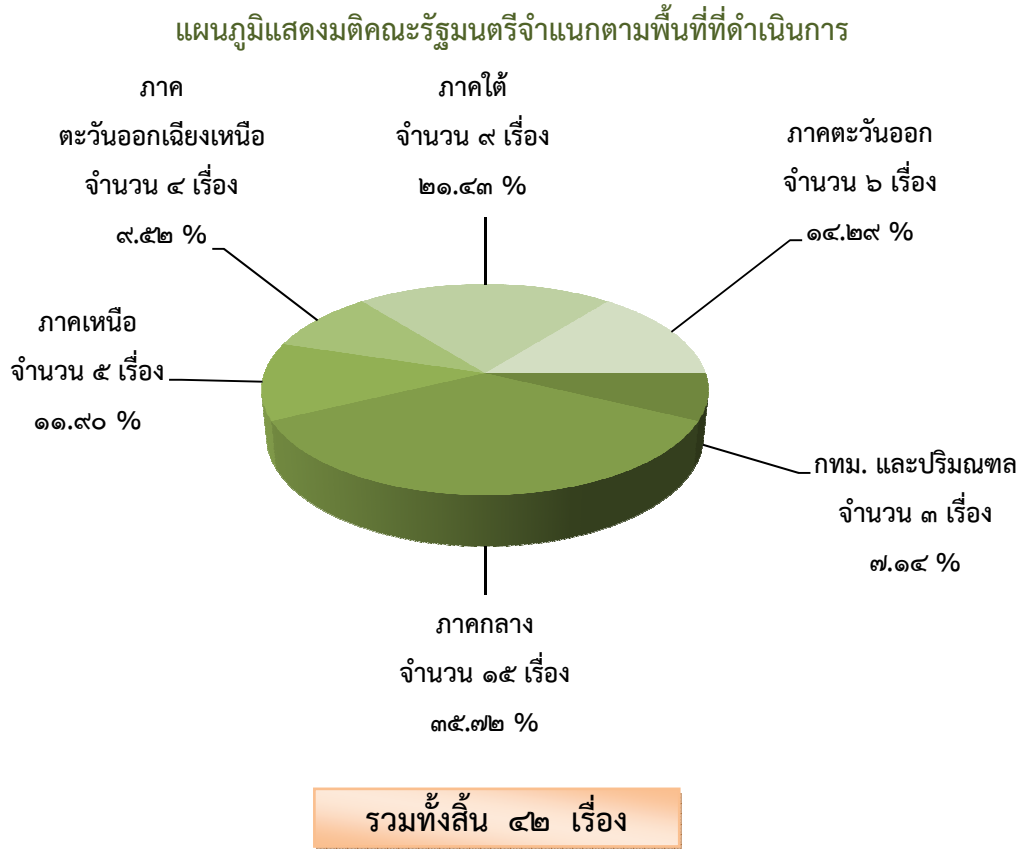 แผนภูมิแสดงมติคณะรัฐมนตรีจำแนกตามพื้นที่ที่ดำเนินการ
ภาค
ตะวันออกเฉียงเหนือ
จำนวน ๔ เรื่อง
๙.๕๒ %
ภาคใต้
จำนวน ๙ เรื่อง
๒๑.๔๓ %
ภาคตะวันออก
จำนวน ๖ เรื่อง
๑๔.๒๙ %
ภาคเหนือ
จำนวน ๕ เรื่อง
๑๑.๙๐ %
กทม. และปริมณฑล
จำนวน ๓ เรื่อง
๗.๑๔ %
ภาคกลาง
จำนวน ๑๕ เรื่อง
๓๕.๗๒ %
รวมทั้งสิ้น ๔๒ เรื่อง